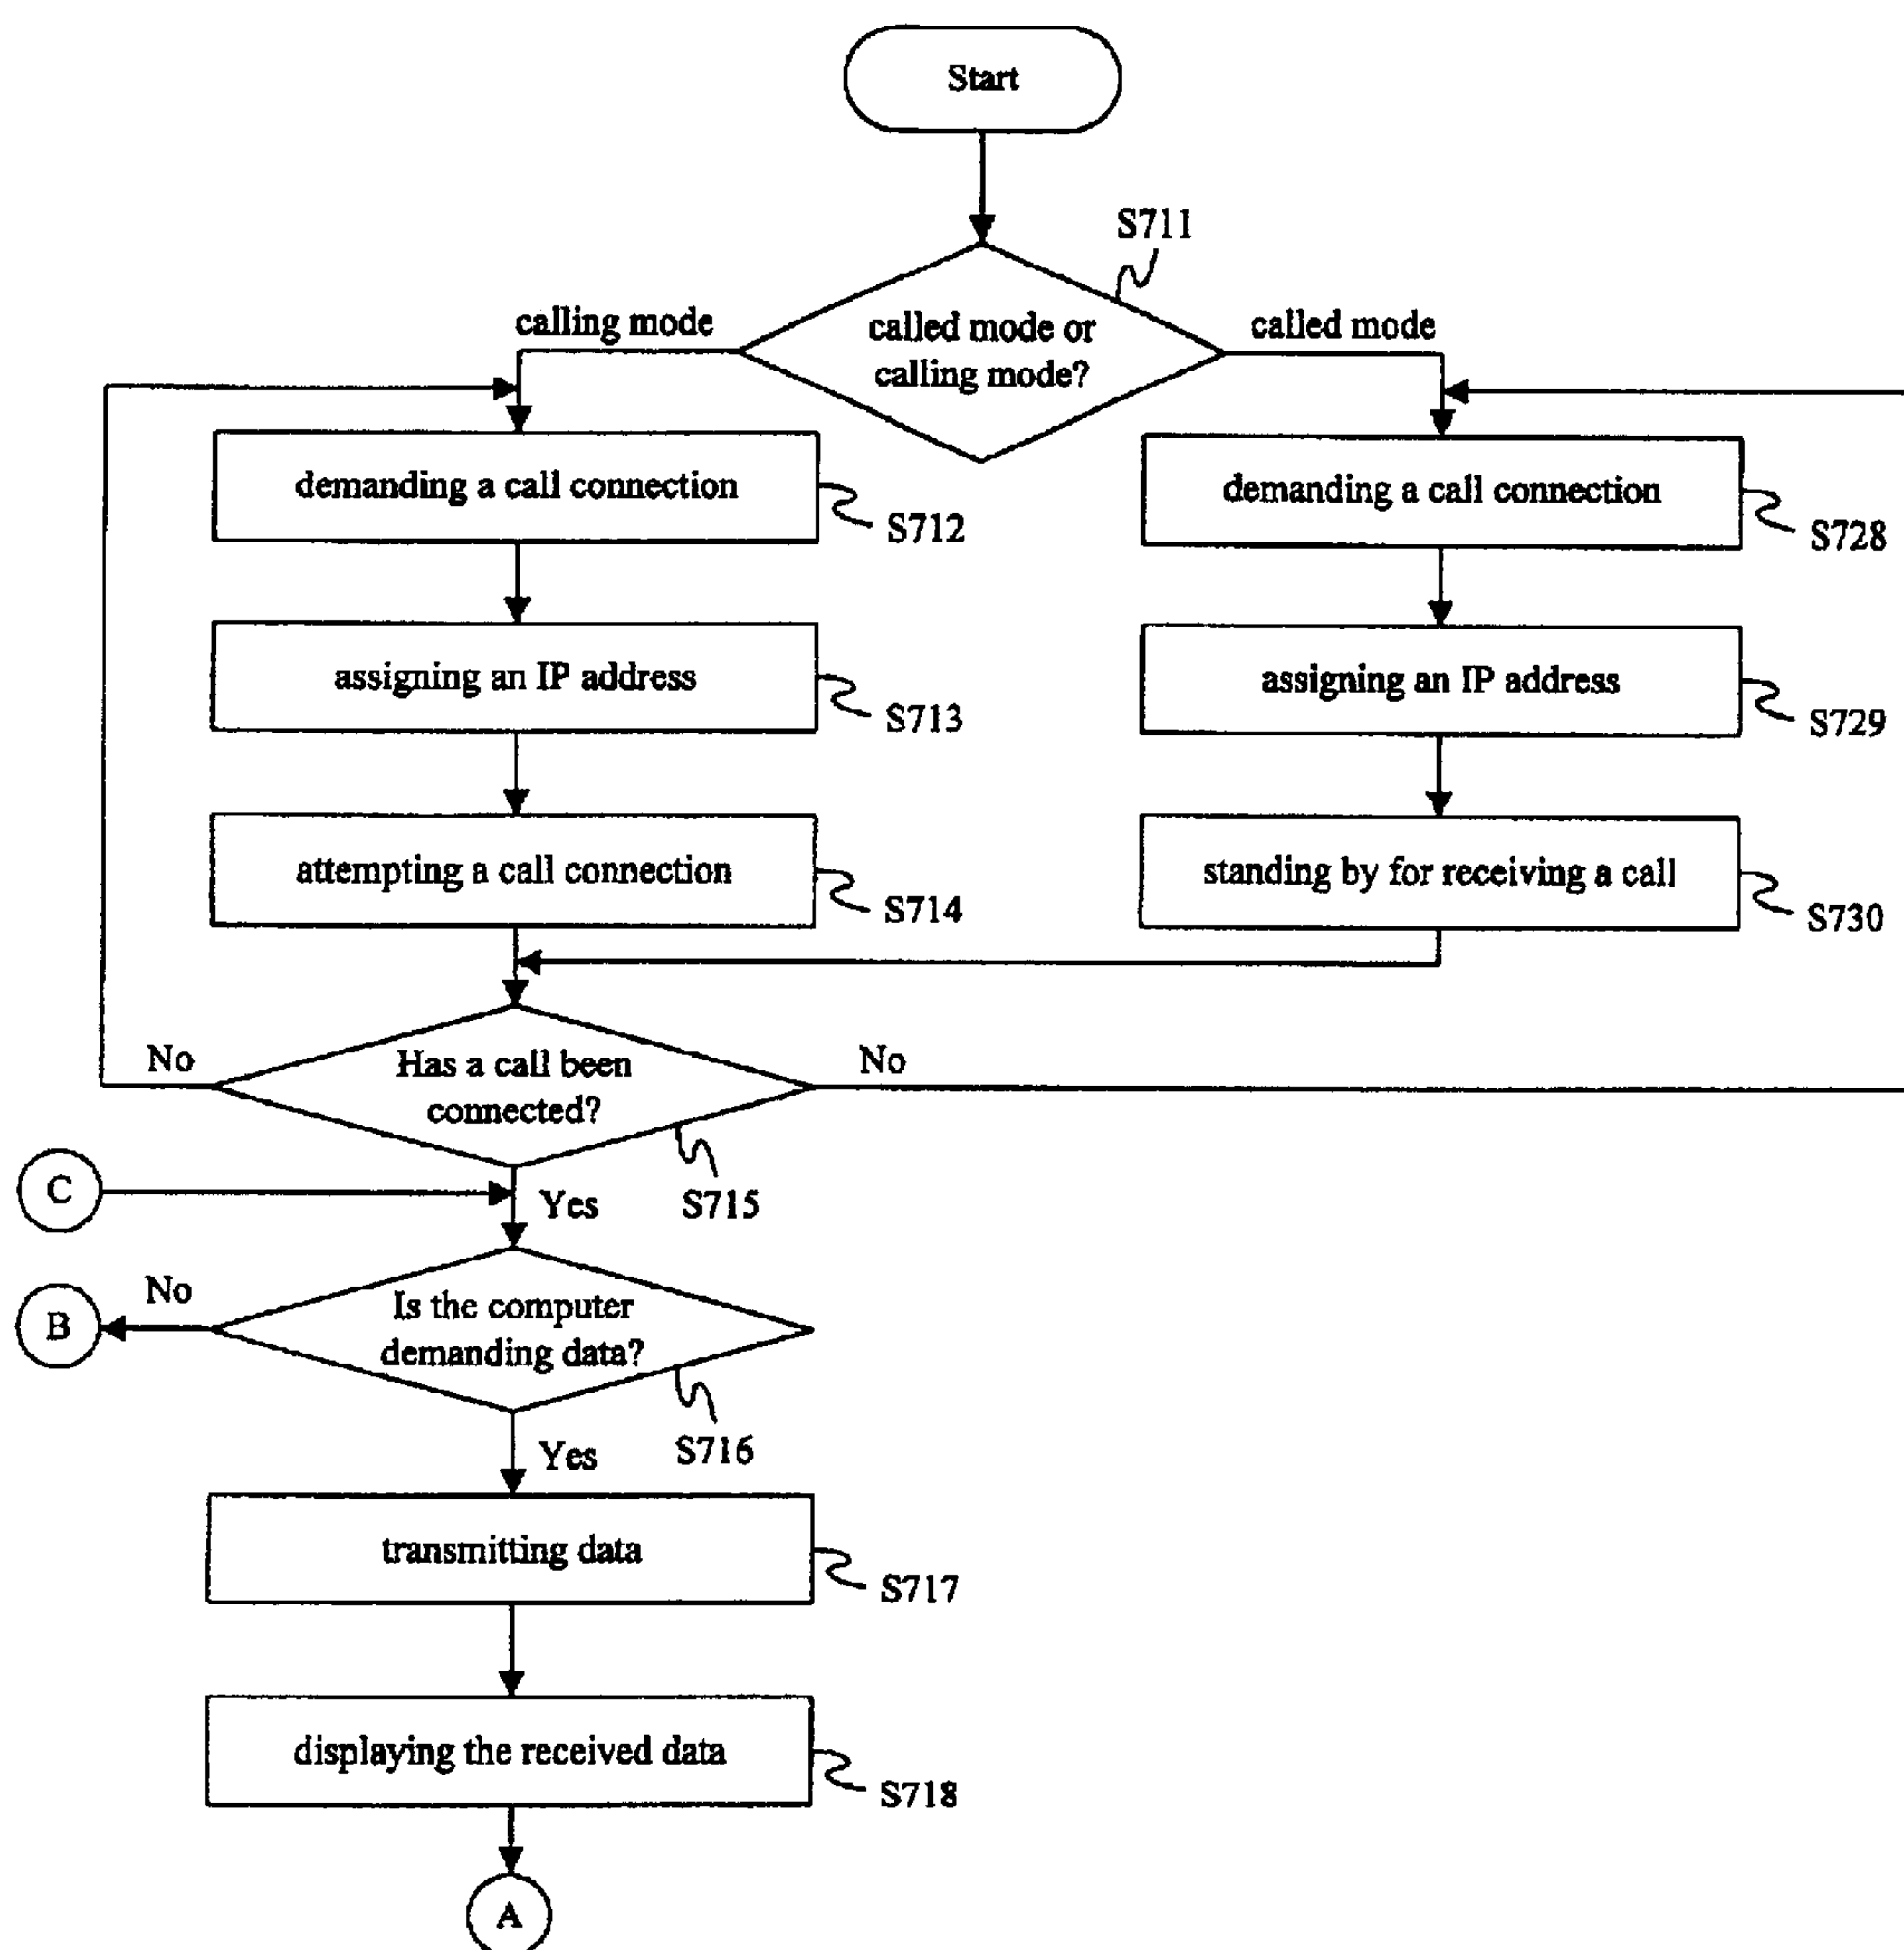 Start
S711
calling mode
called mode or
calling mode?
called mode
demanding a call connection
S712
demanding a call connection
S728
assigning an IP address
S713
assigning an IP address
S729
attempting a call connection
S714
standing by for receiving a call
S730
No
Has a call been
connected?
No
S715
C
Yes
No
B
Is the computer
demanding data?
S716
Yes
transmitting data
S717
displaying the received data
S718
A